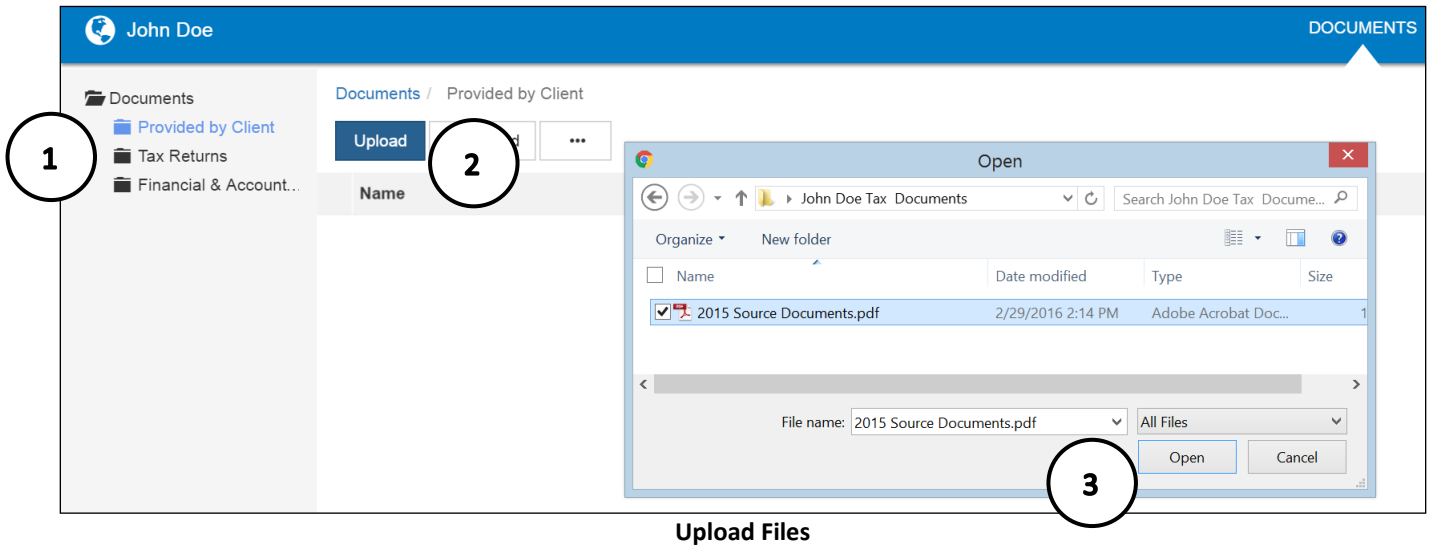 John Doe
DOCUMENTS
Documents
Provided by Client
Tax Returns
Financial & Account...
1
Documents / Provided by Client
Upload
2
d
•••
Name
Open
John Doe Tax Documents
Search John Doe Tax Docume...
Organize
New folder
Name
Date modified
Type
Size
2015 Source Documents.pdf
2/29/2016 2:14 PM
Adobe Acrobat Doc...
1
File name:
2015 Source Documents.pdf
All Files
3
Open
Cancel
Upload Files